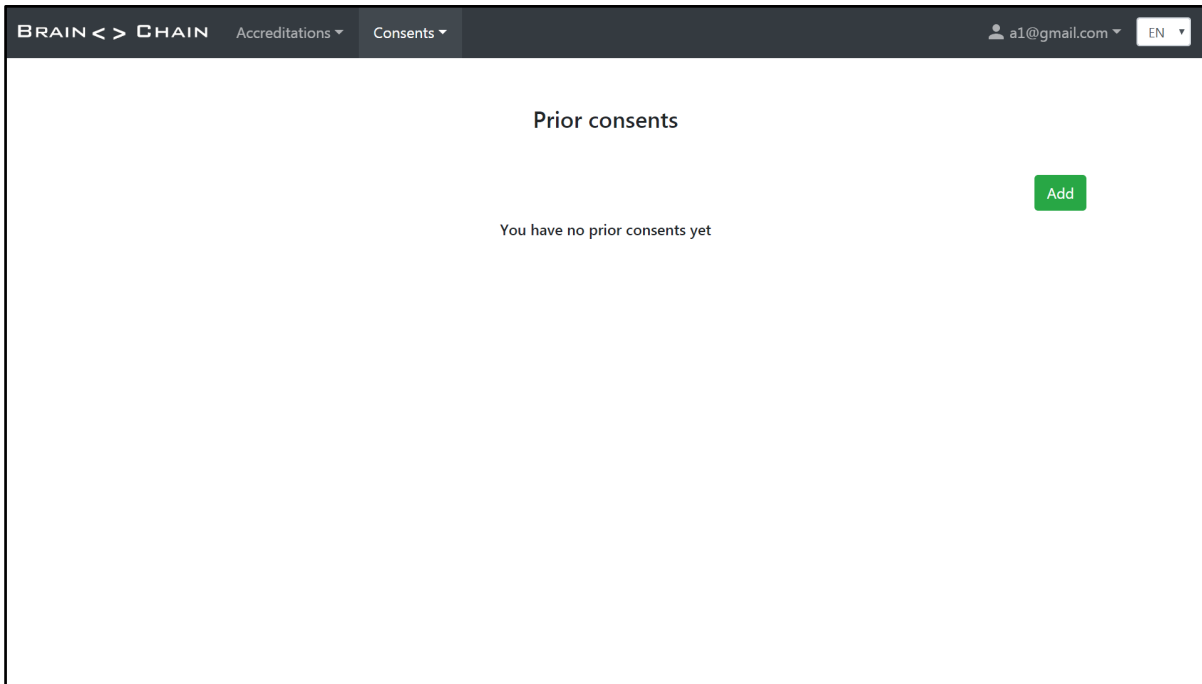 BRAIN < > CHAIN Accreditations Consents a1@gmail.com EN
Prior consents
Add
You have no prior consents yet